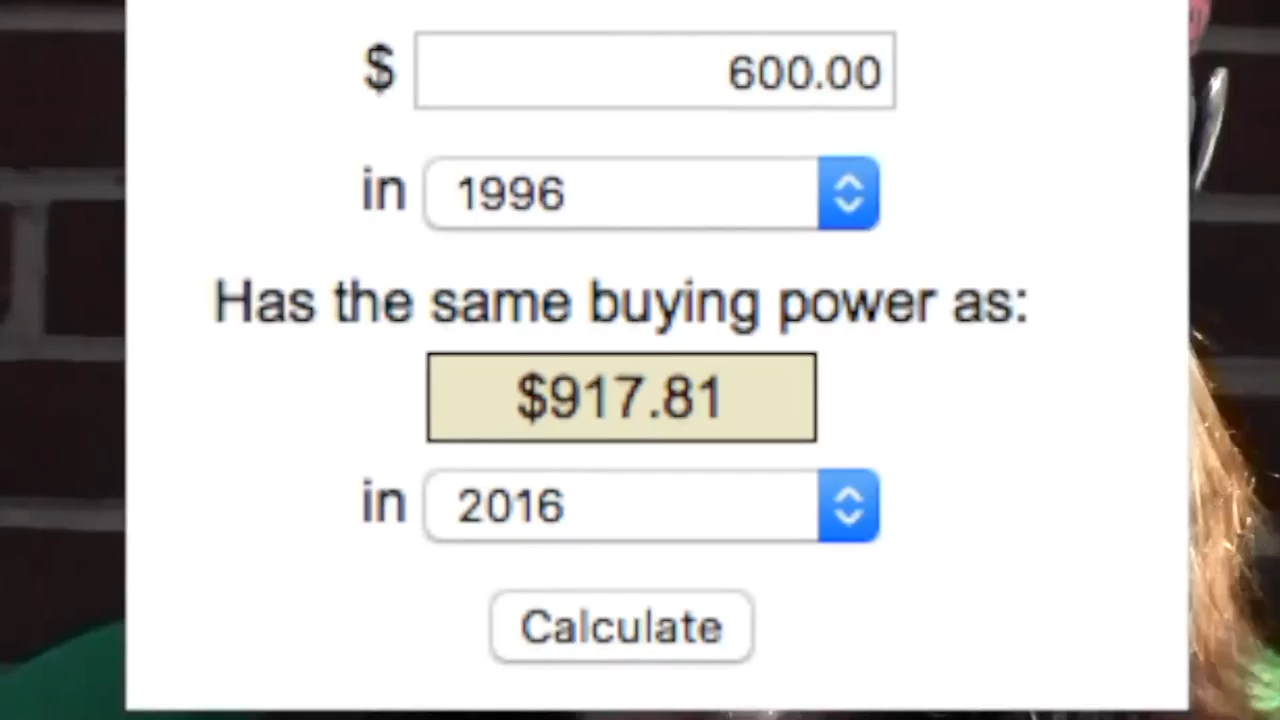 $ 600.00
in 1996
Has the same buying power as:
$917.81
in 2016
Calculate